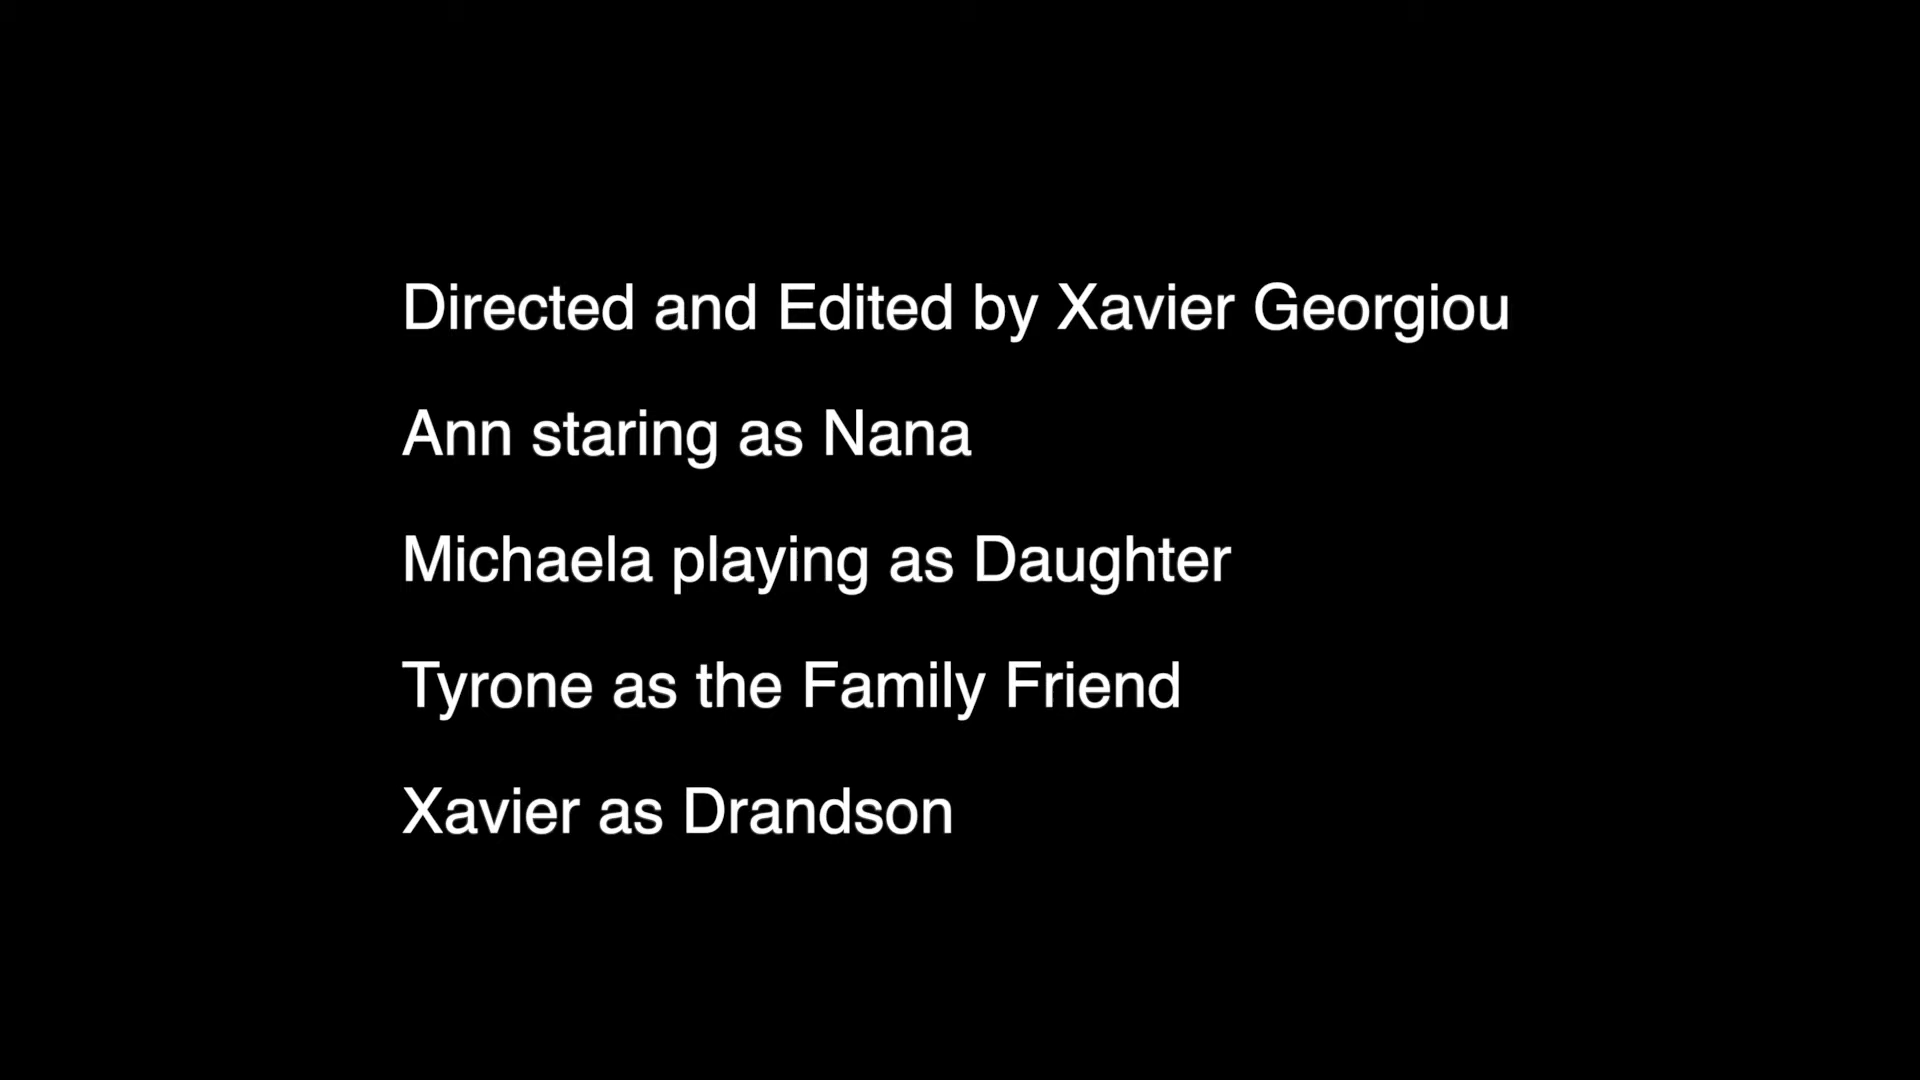 Directed and Edited by Xavier Georgiou
Ann staring as Nana
Michaela playing as Daughter
Tyrone as the Family Friend
Xavier as Drandson